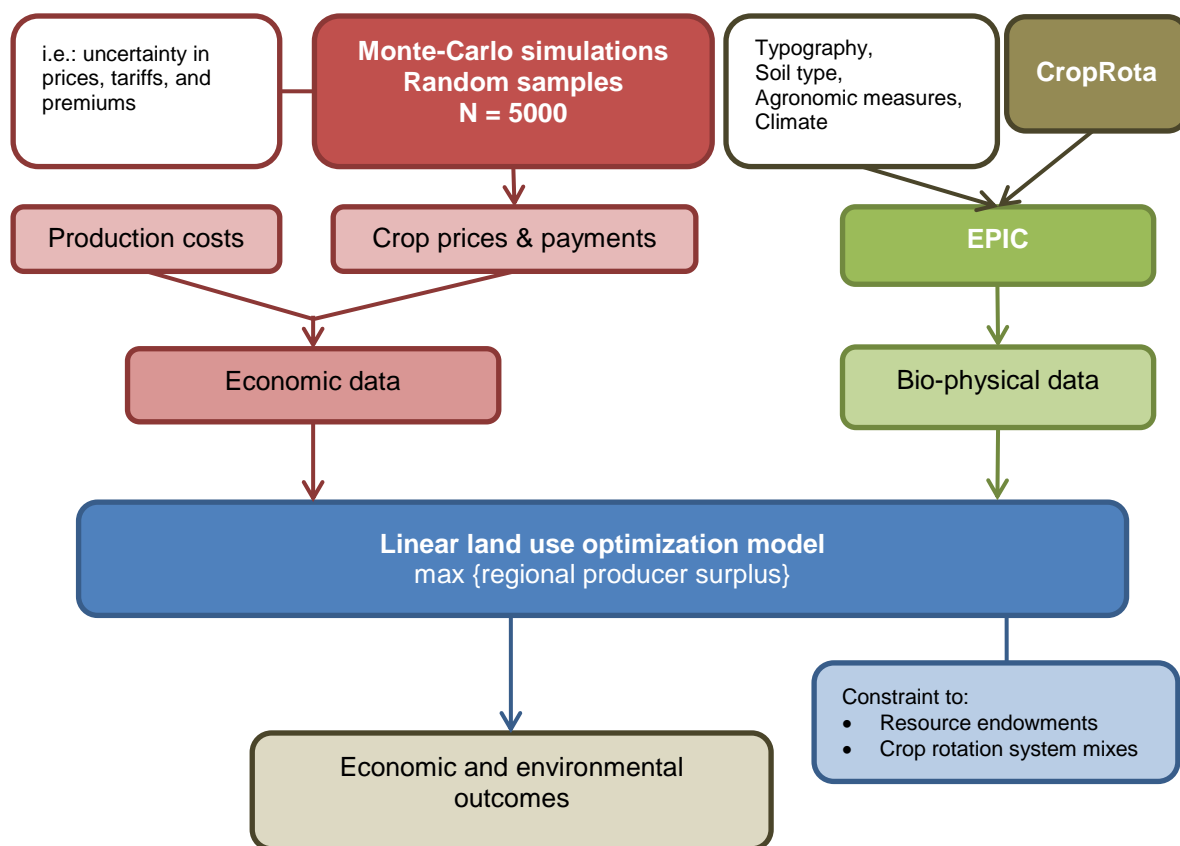 i.e.: uncertainty in
prices, tariffs, and
premiums
Monte-Carlo simulations
Random samples
N = 5000
Typography,
Soil type,
Agronomic measures,
Climate
CropRota
Production costs
Crop prices & payments
EPIC
Economic data
Bio-physical data
Linear land use optimization model
max {regional producer surplus}
Constraint to:
• Resource endowments
• Crop rotation system mixes
Economic and environmental
outcomes